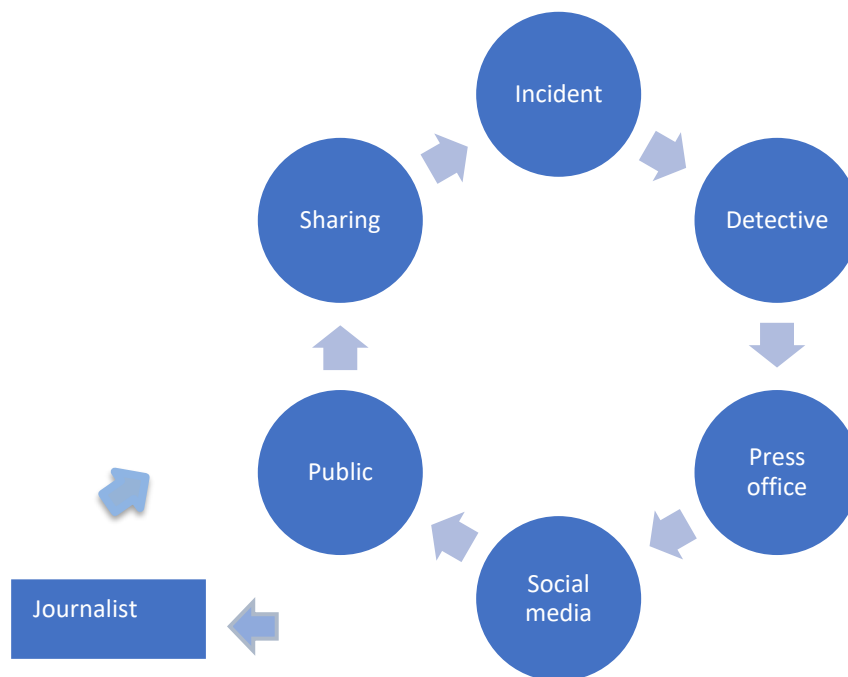 Incident
Detective
Press
office
Social
media
Public
Sharing
Journalist